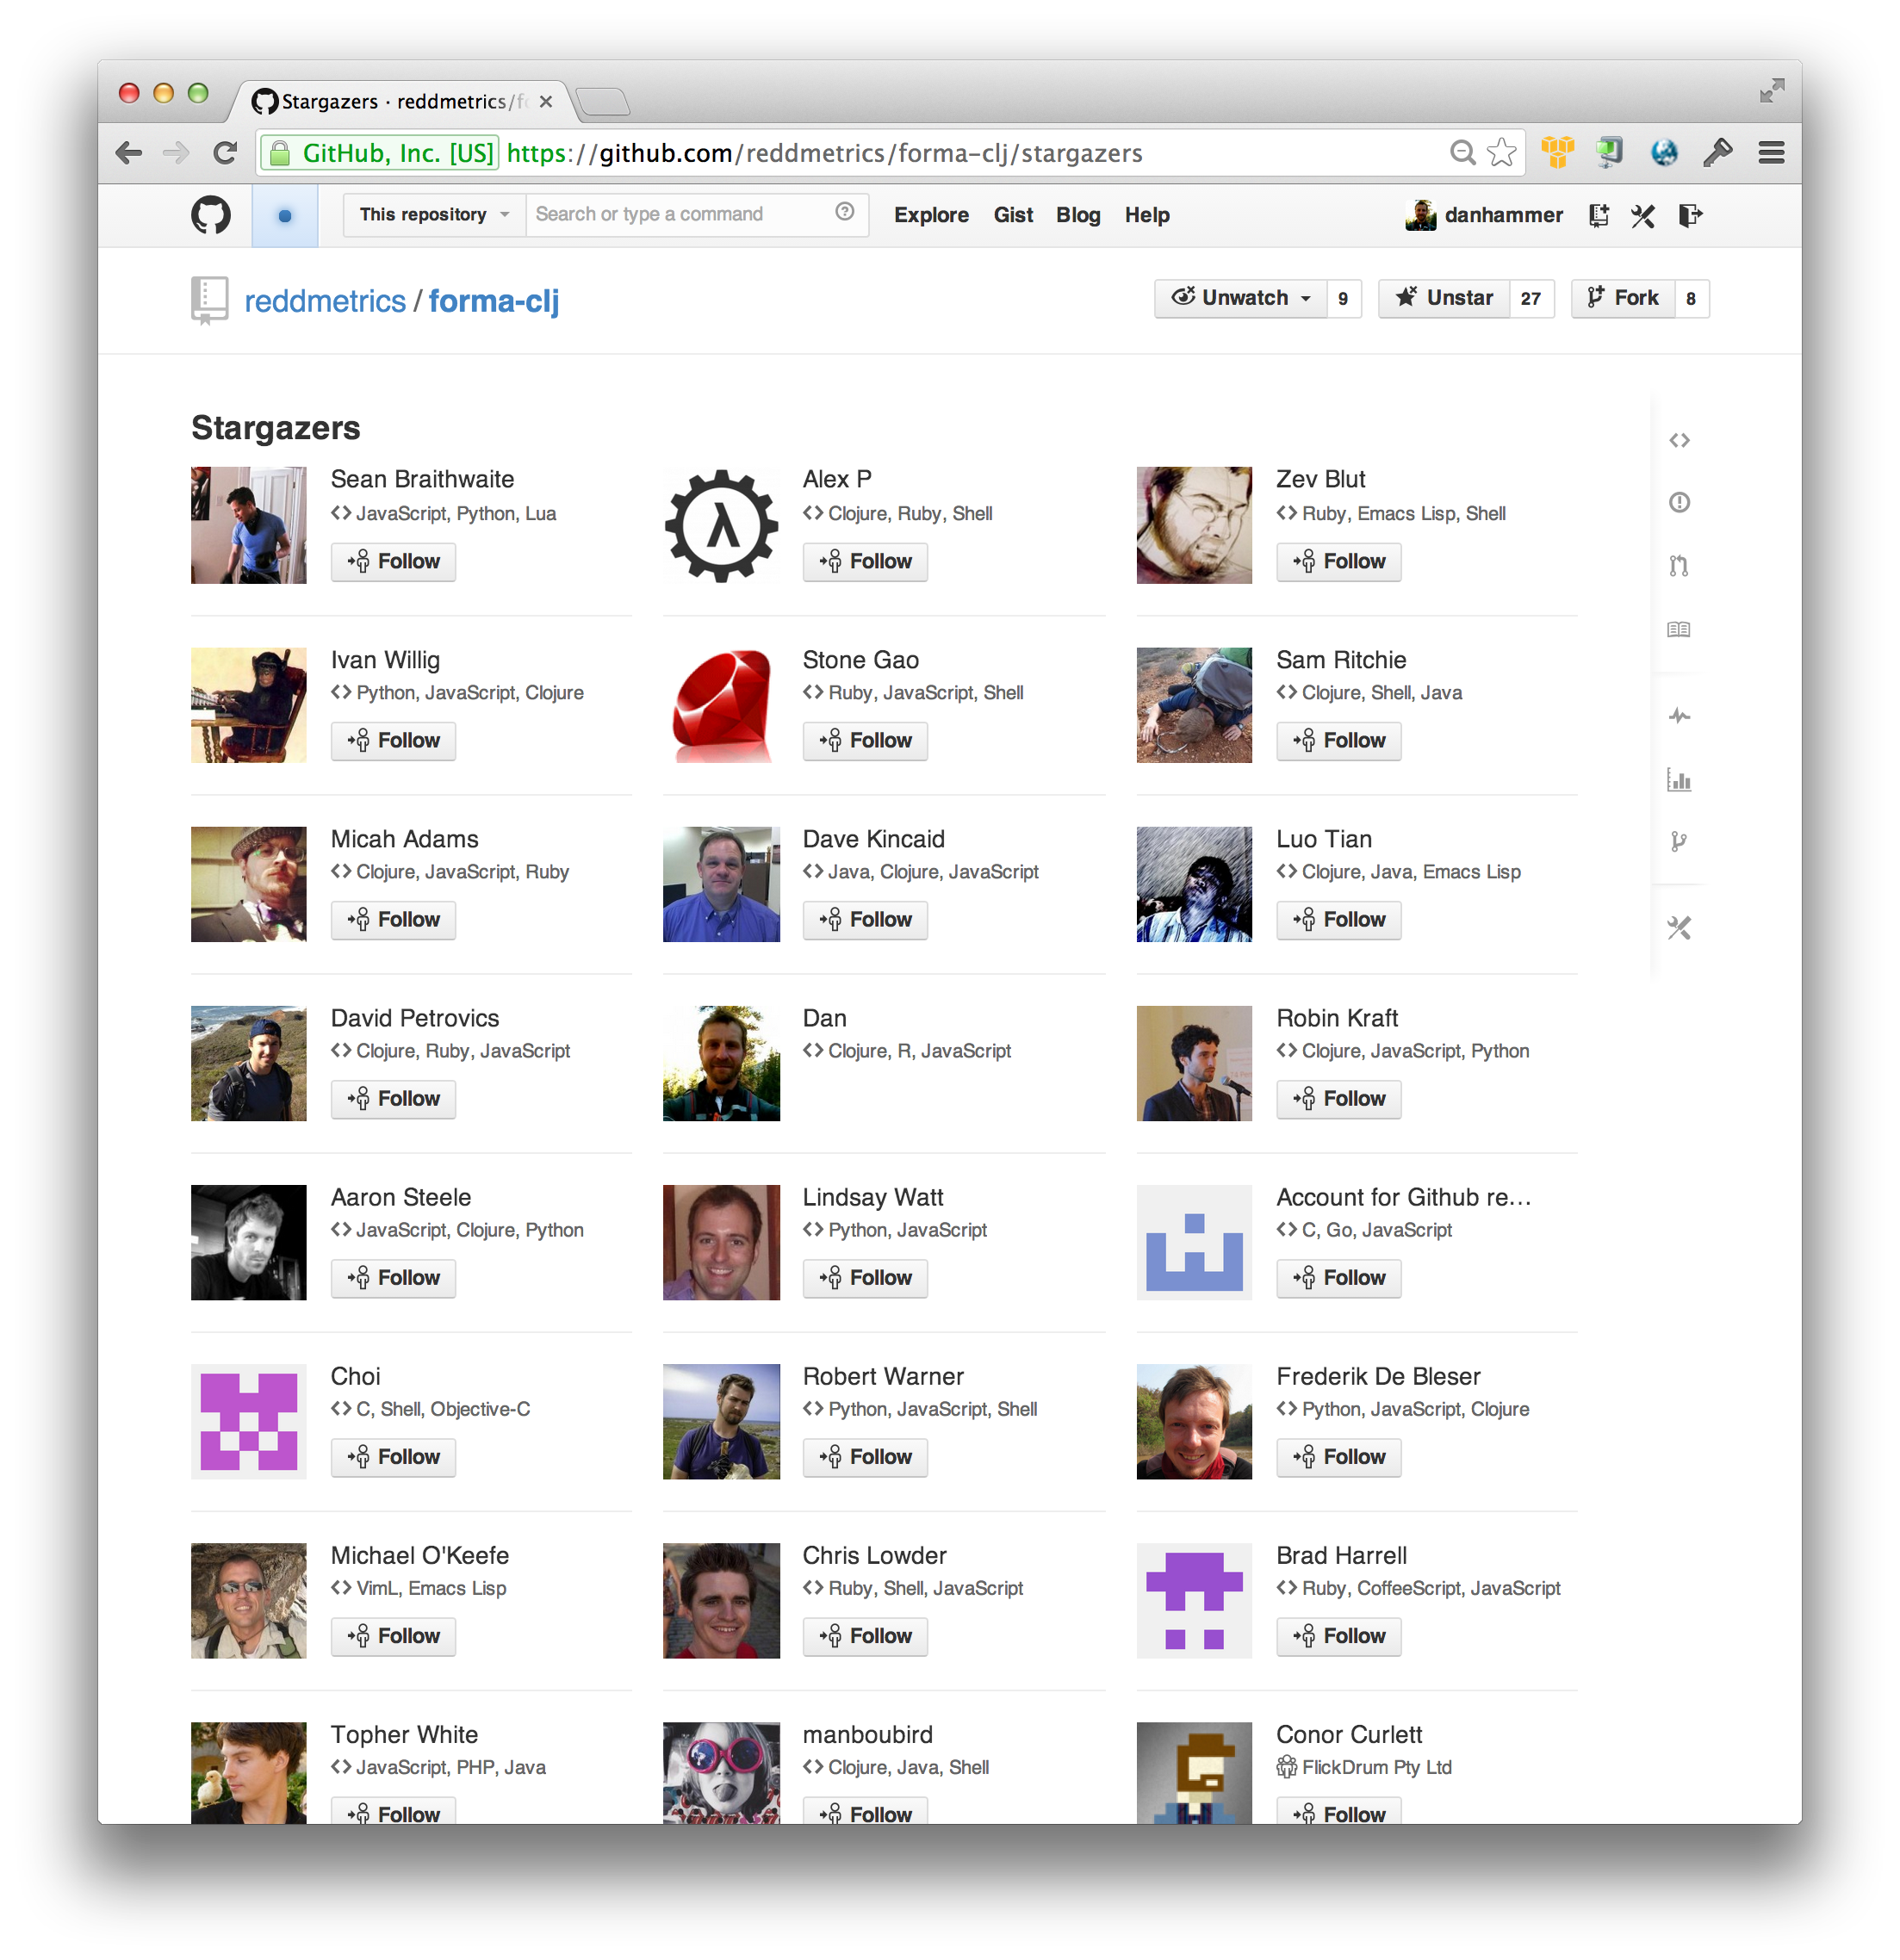 Stargazers · reddmetrics/fo
GitHub, Inc. [US] https://github.com/reddmetrics/forma-clj/stargazers
This repository Search or type a command Explore Gist Blog Help danhammer
reddmetrics / forma-clj Unwatch 9 Unstar 27 Fork 8
Stargazers
Sean Braithwaite
JavaScript, Python, Lua
Follow
Alex P
Clojure, Ruby, Shell
Follow
Zev Blut
Ruby, Emacs Lisp, Shell
Follow
Ivan Willig
Python, JavaScript, Clojure
Follow
Stone Gao
Ruby, JavaScript, Shell
Follow
Sam Ritchie
Clojure, Shell, Java
Follow
Micah Adams
Clojure, JavaScript, Ruby
Follow
Dave Kincaid
Java, Clojure, JavaScript
Follow
Luo Tian
Clojure, Java, Emacs Lisp
Follow
David Petrovics
Clojure, Ruby, JavaScript
Follow
Dan
Clojure, R, JavaScript
Robin Kraft
Clojure, JavaScript, Python
Follow
Aaron Steele
JavaScript, Clojure, Python
Follow
Lindsay Watt
Python, JavaScript
Follow
Account for Github re...
C, Go, JavaScript
Follow
Choi
C, Shell, Objective-C
Follow
Robert Warner
Python, JavaScript, Shell
Follow
Frederik De Bleser
Python, JavaScript, Clojure
Follow
Michael O'Keefe
VimL, Emacs Lisp
Follow
Chris Lowder
Ruby, Shell, JavaScript
Follow
Brad Harrell
Ruby, CoffeeScript, JavaScript
Follow
Topher White
JavaScript, PHP, Java
Follow
manboubird
Clojure, Java, Shell
Follow
Conor Curlett
FlickDrum Pty Ltd
Follow